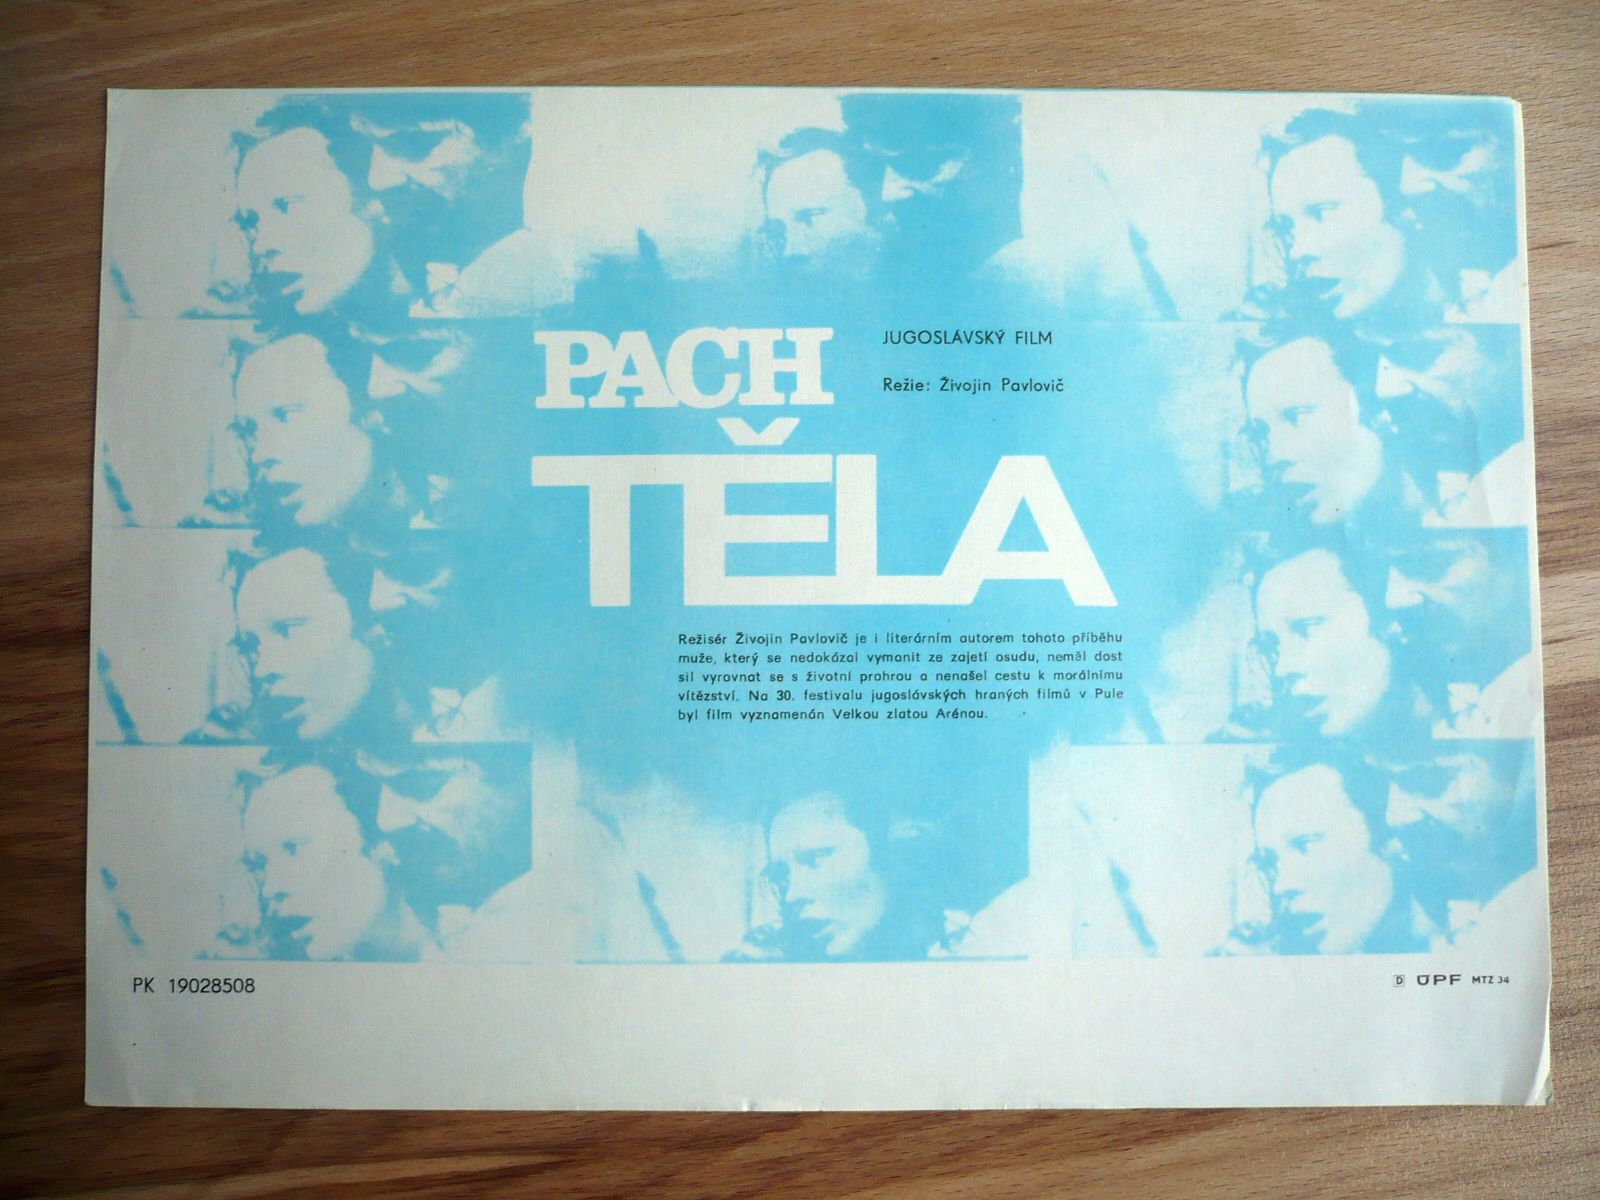 PACH
TĚLA
JUGOSLÁVSKÝ FILM
Režie: Živojin Pavlovič
Režisér Živojin Pavlovič je i literárním autorem tohoto příběhu
muže, který se nedokázal vymanit ze zajetí osudu, neměl dost
sil vyrovnat se s životní prohrou a nenašel cestu k morálnímu
vítězství. Na 30. festivalu jugoslávských hraných filmů v Pule
byl film vyznamenán Velkou zlatou Arénou.
PK 19028508
D ÚPF MTZ 34